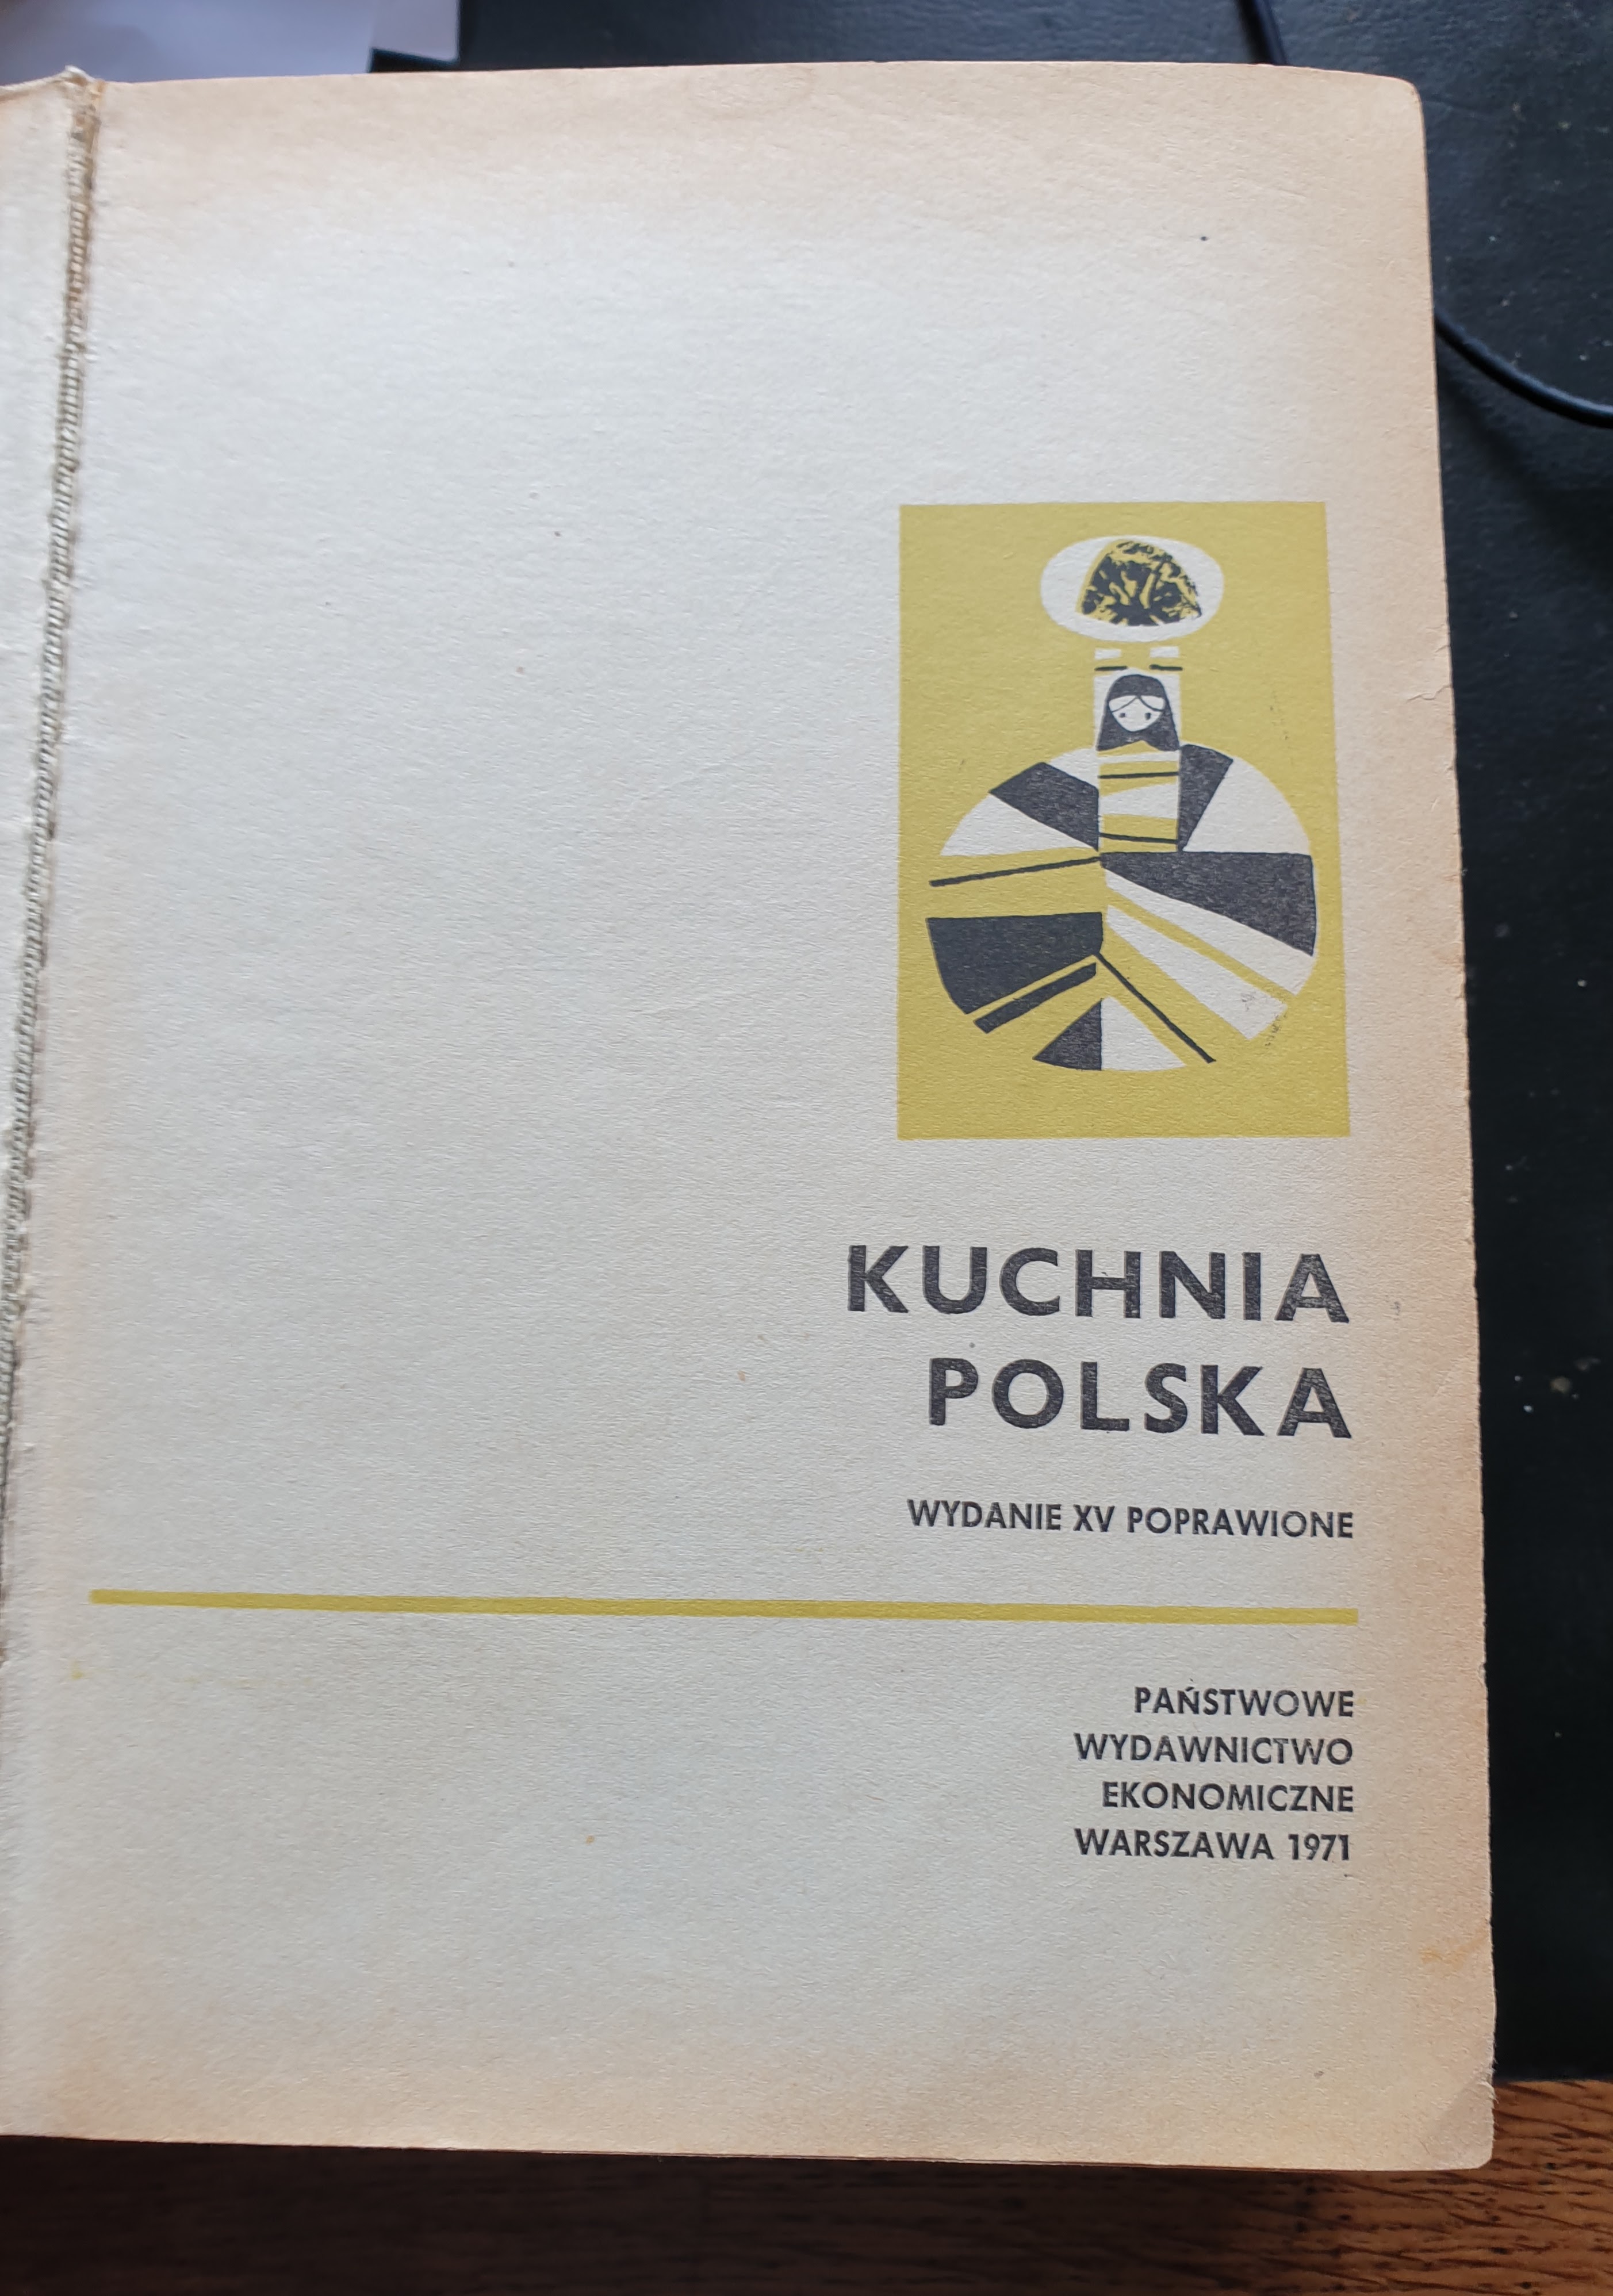 KUCHNIA
POLSKA
WYDANIE XV POPRAWIONE
PAŃSTWOWE
WYDAWNICTWO
EKONOMICZNE
WARSZAWA 1971